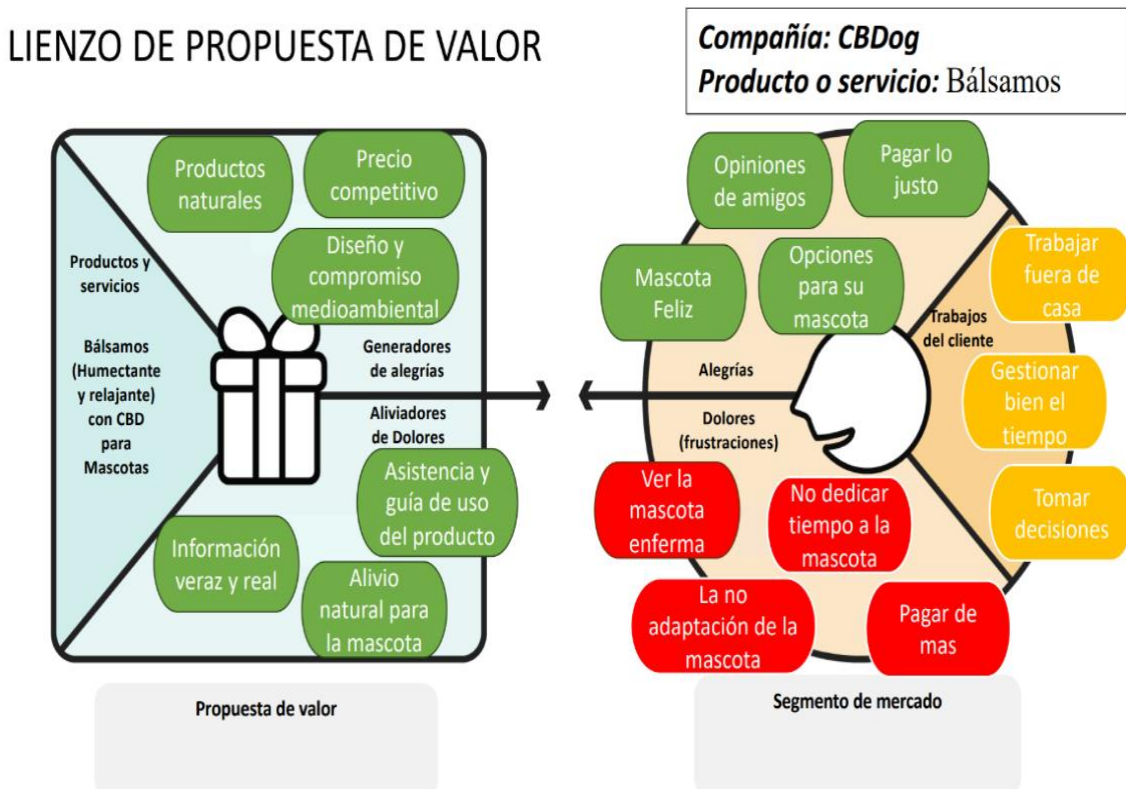 LIENZO DE PROPUESTA DE VALOR
Compañía: CBDog
Producto o servicio: Bálsamos
Productos
naturales
Precio
competitivo
Diseño y
compromiso
medioambiental
Productos y
servicios
Bálsamos
(Humectante
y relajante)
con CBD
para
Mascotas
Generadores
de alegrías
Aliviadores
de Dolores
Asistencia y
guía de uso
del producto
Información
veraz y real
Alivio
natural para
la mascota
Propuesta de valor
Opiniones
de amigos
Pagar lo
justo
Mascota
Feliz
Opciones
para su
mascota
Trabajar
fuera de
casa
Trabajos
del cliente
Alegrías
Gestionar
bien el
tiempo
Dolores
(frustraciones)
Ver la
mascota
enferma
No dedicar
tiempo a la
mascota
Tomar
decisiones
La no
adaptación de la
mascota
Pagar de
mas
Segmento de mercado